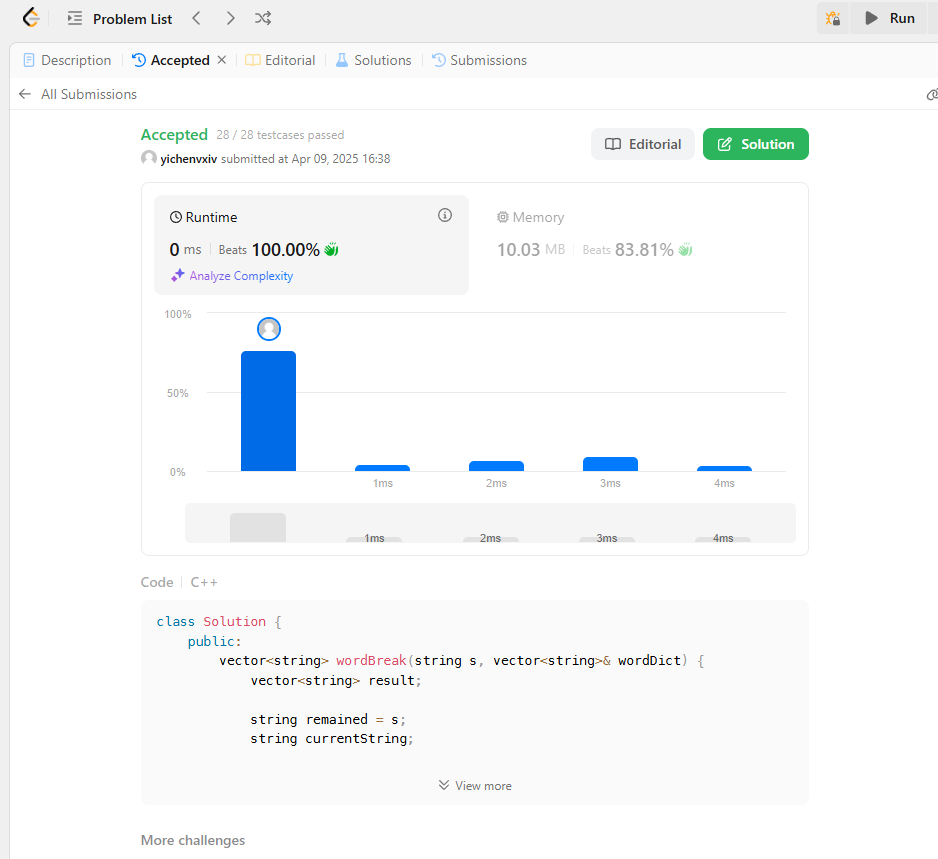 Problem List
Run
Description Accepted Editorial Solutions Submissions
All Submissions
Accepted 28 / 28 testcases passed
yichenvxiv submitted at Apr 09, 2025 16:38
Editorial Solution
Runtime
0 ms Beats 100.00%
Analyze Complexity
Memory
10.03 MB Beats 83.81%
100%
50%
0%
1ms 2ms 3ms 4ms
1ms 2ms 3ms 4ms
Code C++
class Solution {
public:
vector<string> wordBreak(string s, vector<string>& wordDict) {
vector<string> result;
string remained = s;
string currentString;
View more
More challenges